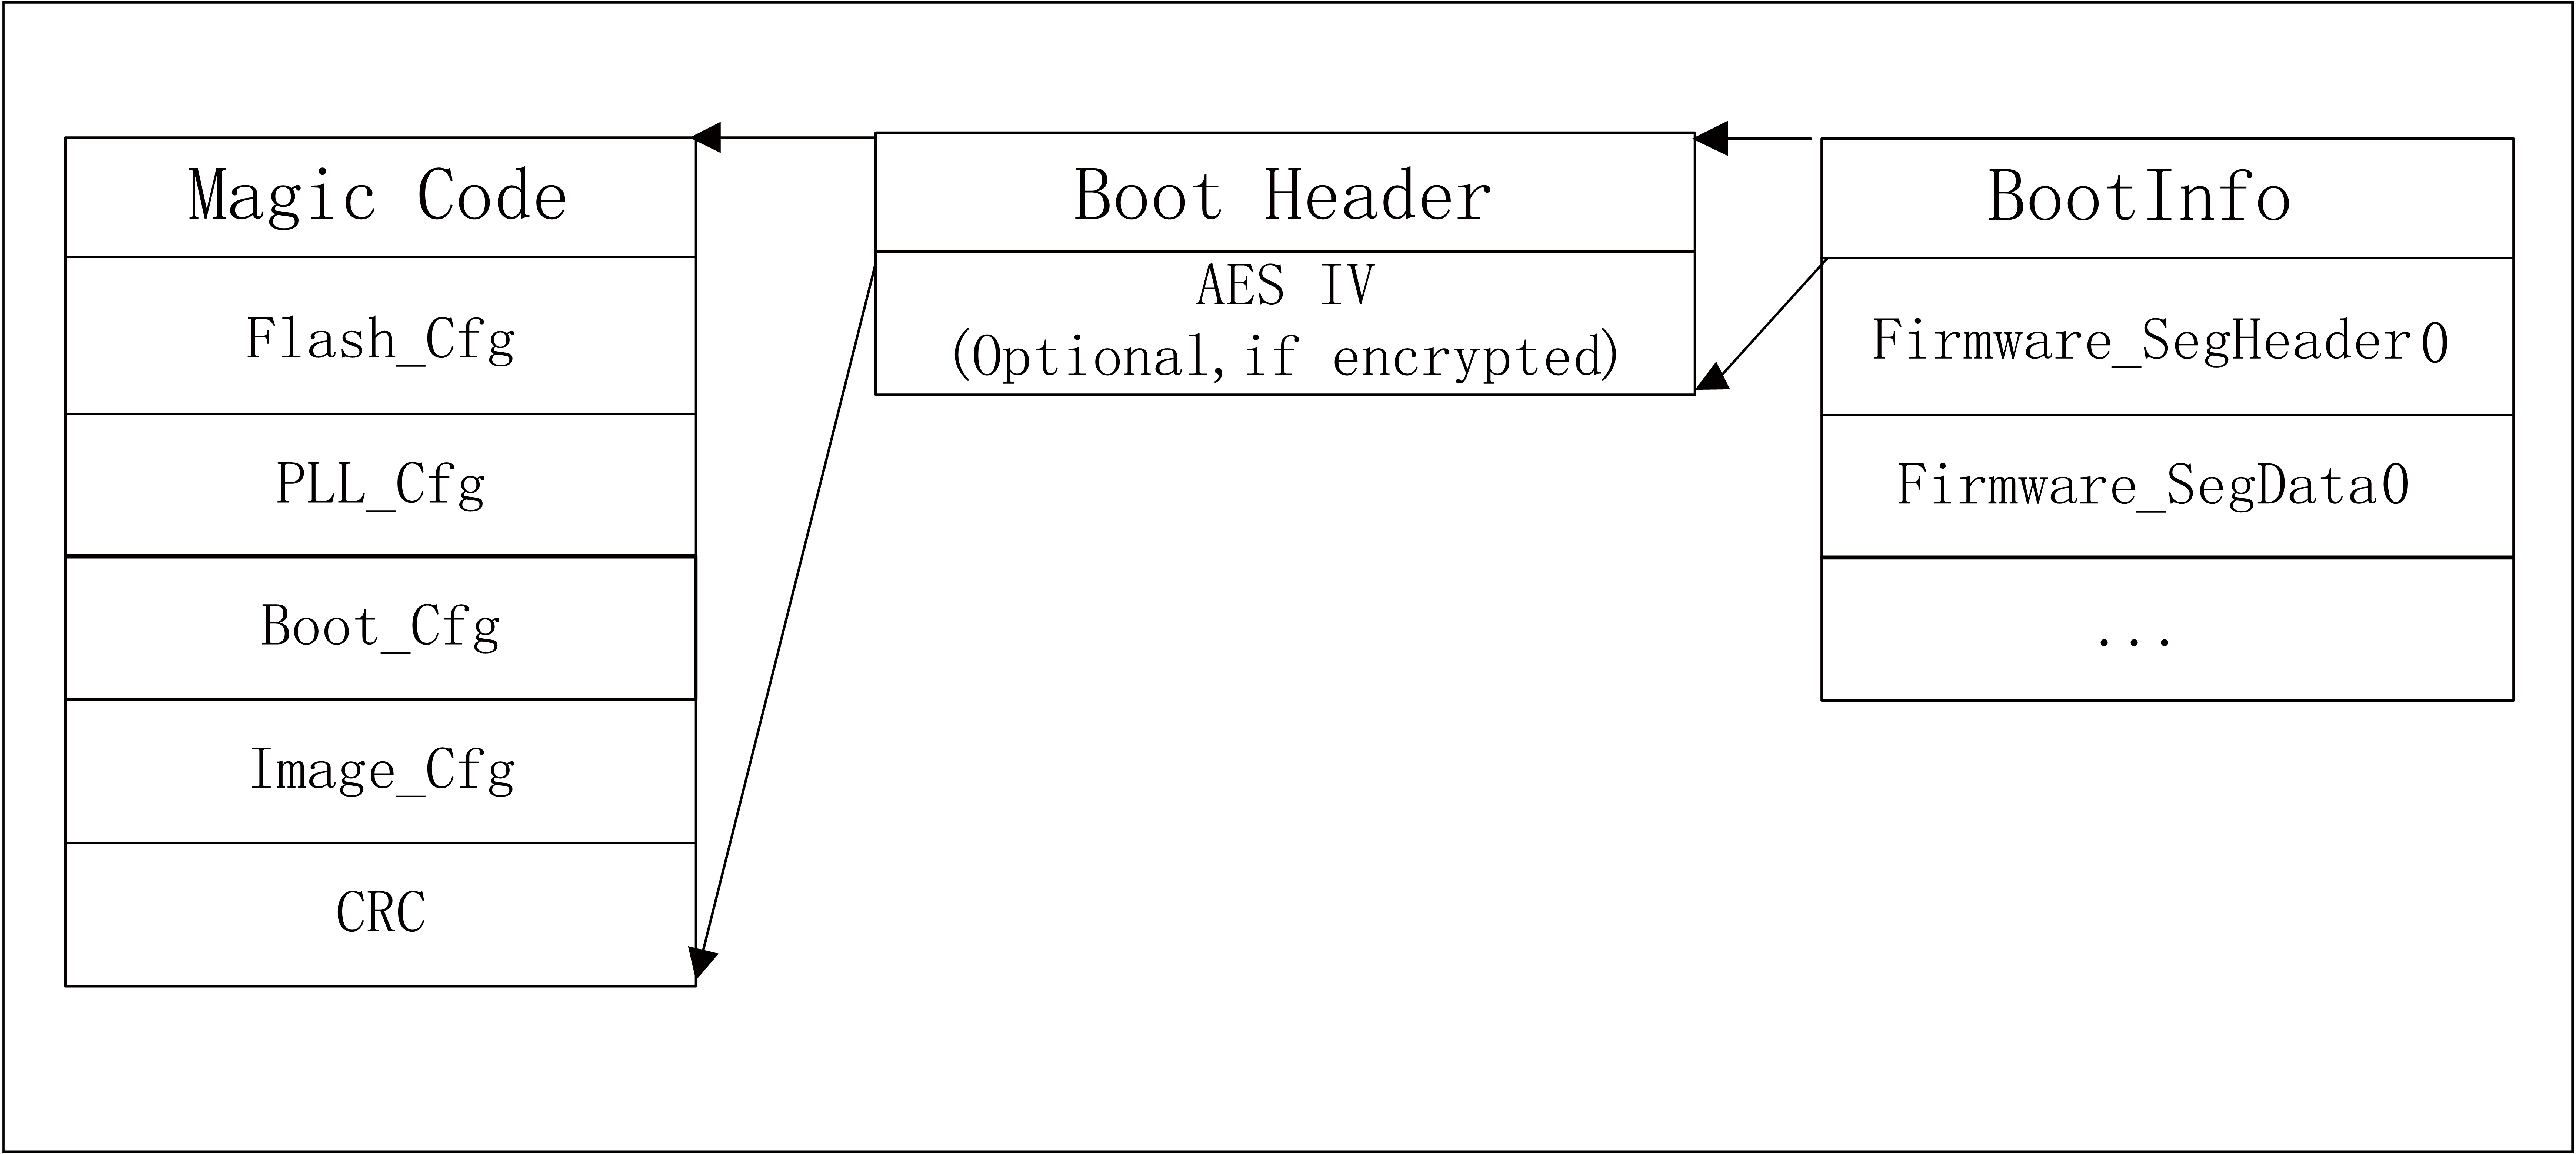 Magic Code
Flash_Cfg
PLL_Cfg
Boot_Cfg
Image_Cfg
CRC
Boot Header
AES IV
(Optional,if encrypted)
BootInfo
Firmware_SegHeader0
Firmware_SegData0
...